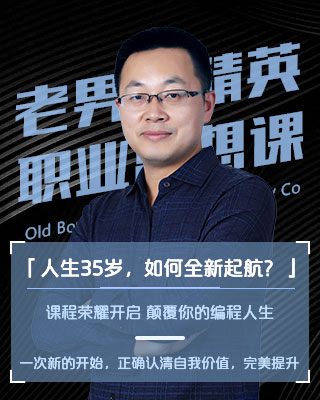 老男 精英
职业 想课
Old Bo y Co
「人生35岁，如何全新起航？」
课程荣耀开启 颠覆你的编程人生
一次新的开始，正确认清自我价值，完美提升